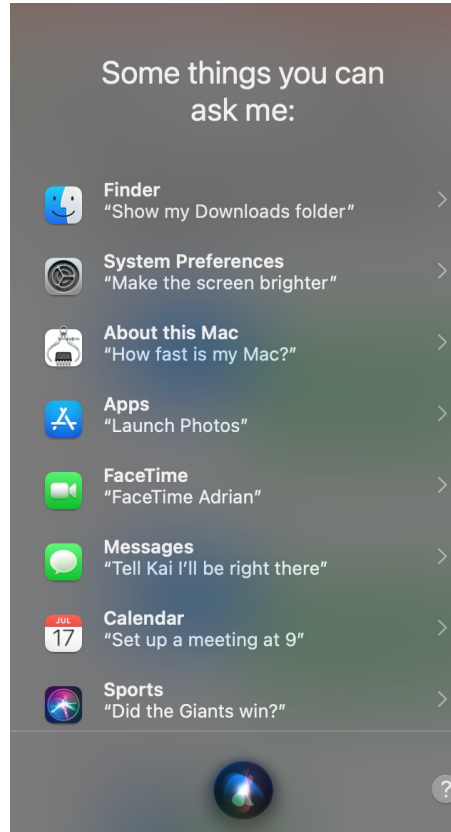 Some things you can
ask me:
Finder
“Show my Downloads folder”
System Preferences
“Make the screen brighter”
About this Mac
“How fast is my Mac?”
Apps
“Launch Photos”
FaceTime
“FaceTime Adrian”
Messages
“Tell Kai I’ll be right there”
JUL
17
Calendar
“Set up a meeting at 9”
Sports
“Did the Giants win?”
?